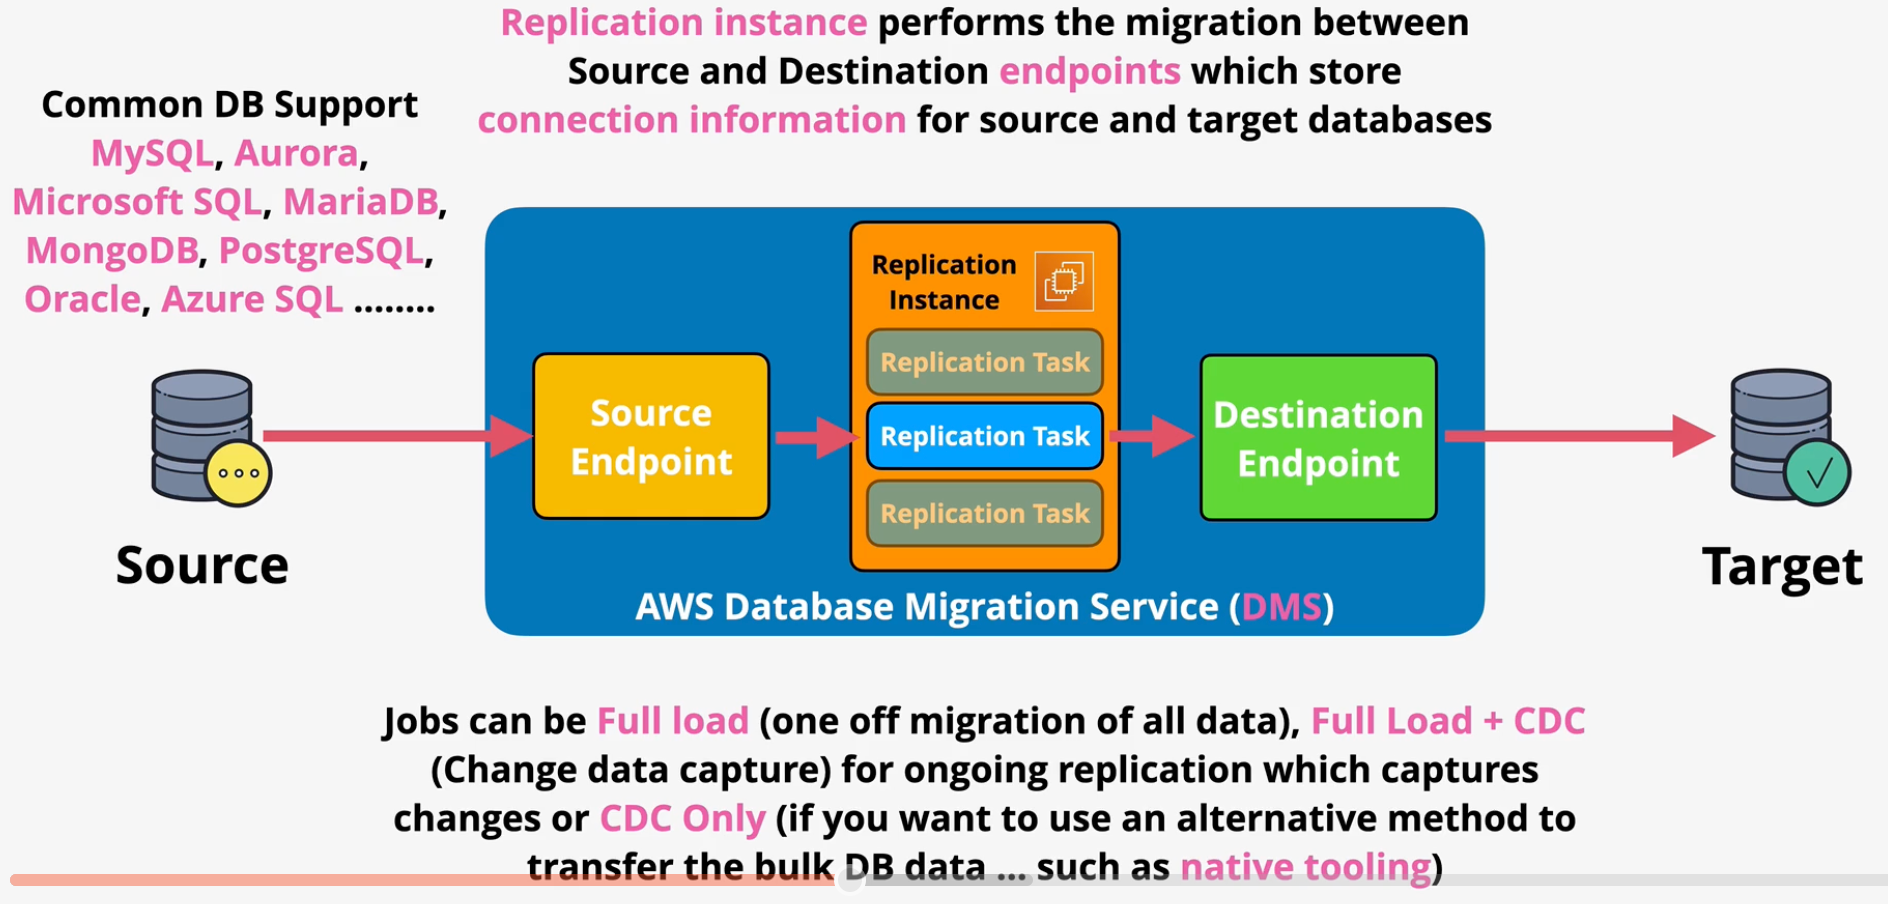 Replication instance performs the migration between
Source and Destination endpoints which store
connection information for source and target databases
Common DB Support
MySQL, Aurora,
Microsoft SQL, MariaDB,
MongoDB, PostgreSQL,
Oracle, Azure SQL ........
Replication
Instance
Replication Task
Replication Task
Replication Task
Source
Endpoint
Destination
Endpoint
Source
Target
AWS Database Migration Service (DMS)
Jobs can be Full load (one off migration of all data), Full Load + CDC
(Change data capture) for ongoing replication which captures
changes or CDC Only (if you want to use an alternative method to
transfer the bulk DB data ... such as native tooling)